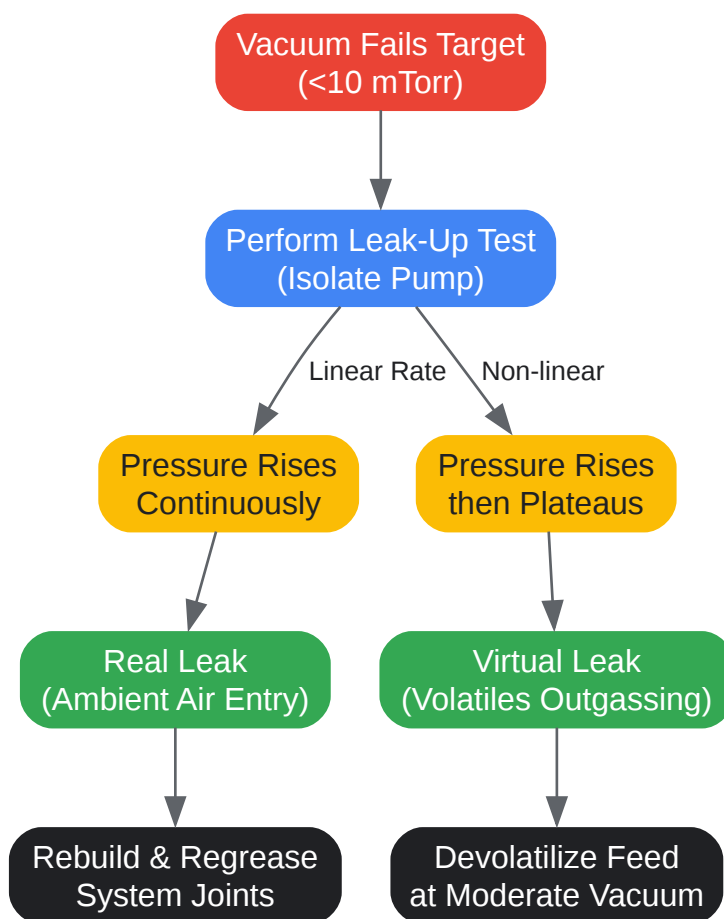 Vacuum Fails Target
(<10 mTorr)
Perform Leak-Up Test
(Isolate Pump)
Linear Rate
Non-linear
Pressure Rises
Continuously
Pressure Rises
then Plateaus
Real Leak
(Ambient Air Entry)
Virtual Leak
(Volatiles Outgassing)
Rebuild & Regrease
System Joints
Devolatilize Feed
at Moderate Vacuum